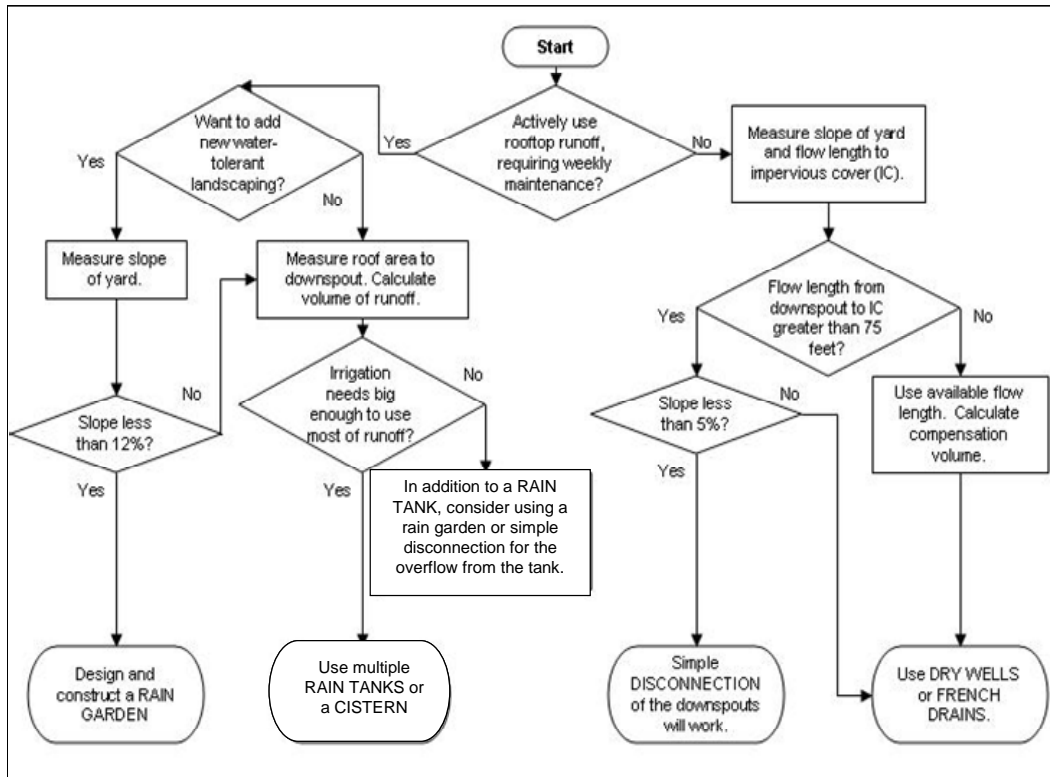 Start
Actively use
rooftop runoff,
requiring weekly
maintenance?
Yes
No
Want to add
new water-
tolerant
landscaping?
Yes
No
Measure slope of yard
and flow length to
impervious cover (IC).
Measure slope
of yard.
Measure roof area to
downspout. Calculate
volume of runoff.
Flow length from
downspout to IC
greater than 75
feet?
Yes
No
Slope less
than 12%?
No
Yes
Irrigation
needs big
enough to use
most of runoff?
No
Yes
Slope less
than 5%?
No
Yes
Use available flow
length. Calculate
compensation
volume.
In addition to a RAIN
TANK, consider using a
rain garden or simple
disconnection for the
overflow from the tank.
Design and
construct a RAIN
GARDEN
Use multiple
RAIN TANKS or
a CISTERN
Simple
DISCONNECTION
of the downspouts
will work.
Use DRY WELLS
or FRENCH
DRAINS.